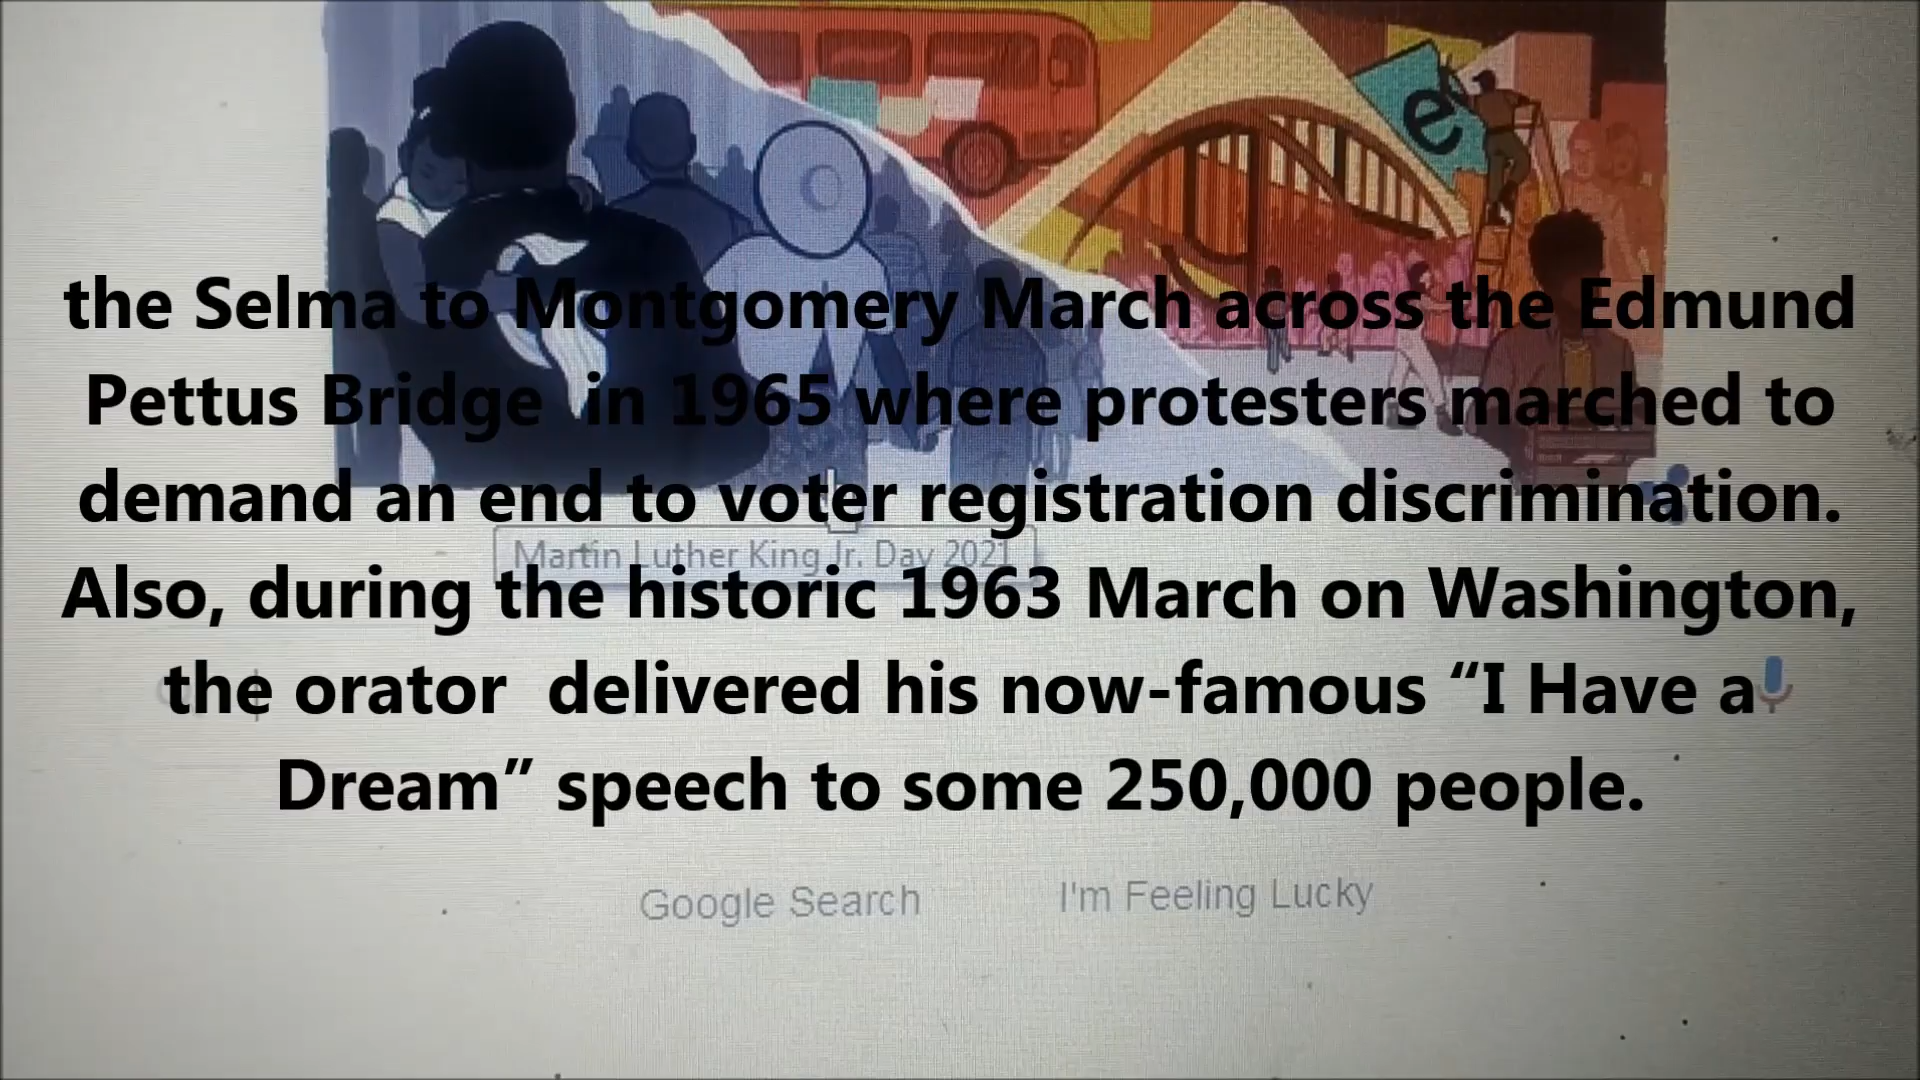 e
the Selma to Montgomery March across the Edmund
Pettus Bridge in 1965 where protesters marched to
demand an end to voter registration discrimination.
Martin Luther King Jr. Day 2021
Also, during the historic 1963 March on Washington,
the orator delivered his now-famous “I Have a
Dream” speech to some 250,000 people.
Google Search I'm Feeling Lucky